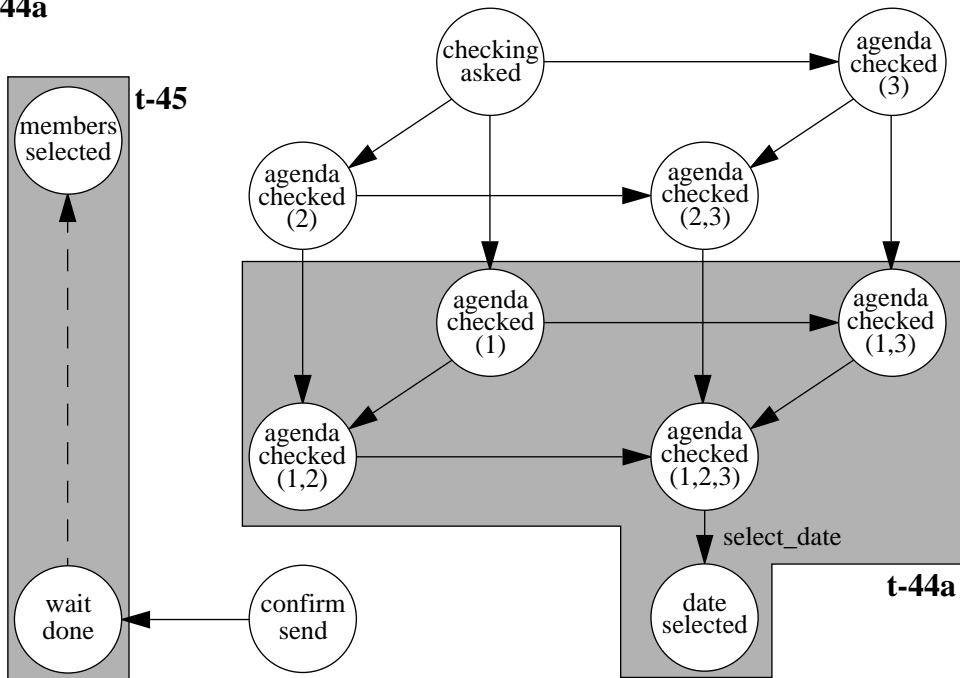 44a
checking
asked
agenda
checked
(3)
t-45
members
selected
agenda
checked
(2)
agenda
checked
(2,3)
agenda
checked
(1)
agenda
checked
(1,3)
agenda
checked
(1,2)
agenda
checked
(1,2,3)
select_date
wait
done
confirm
send
date
selected
t-44a